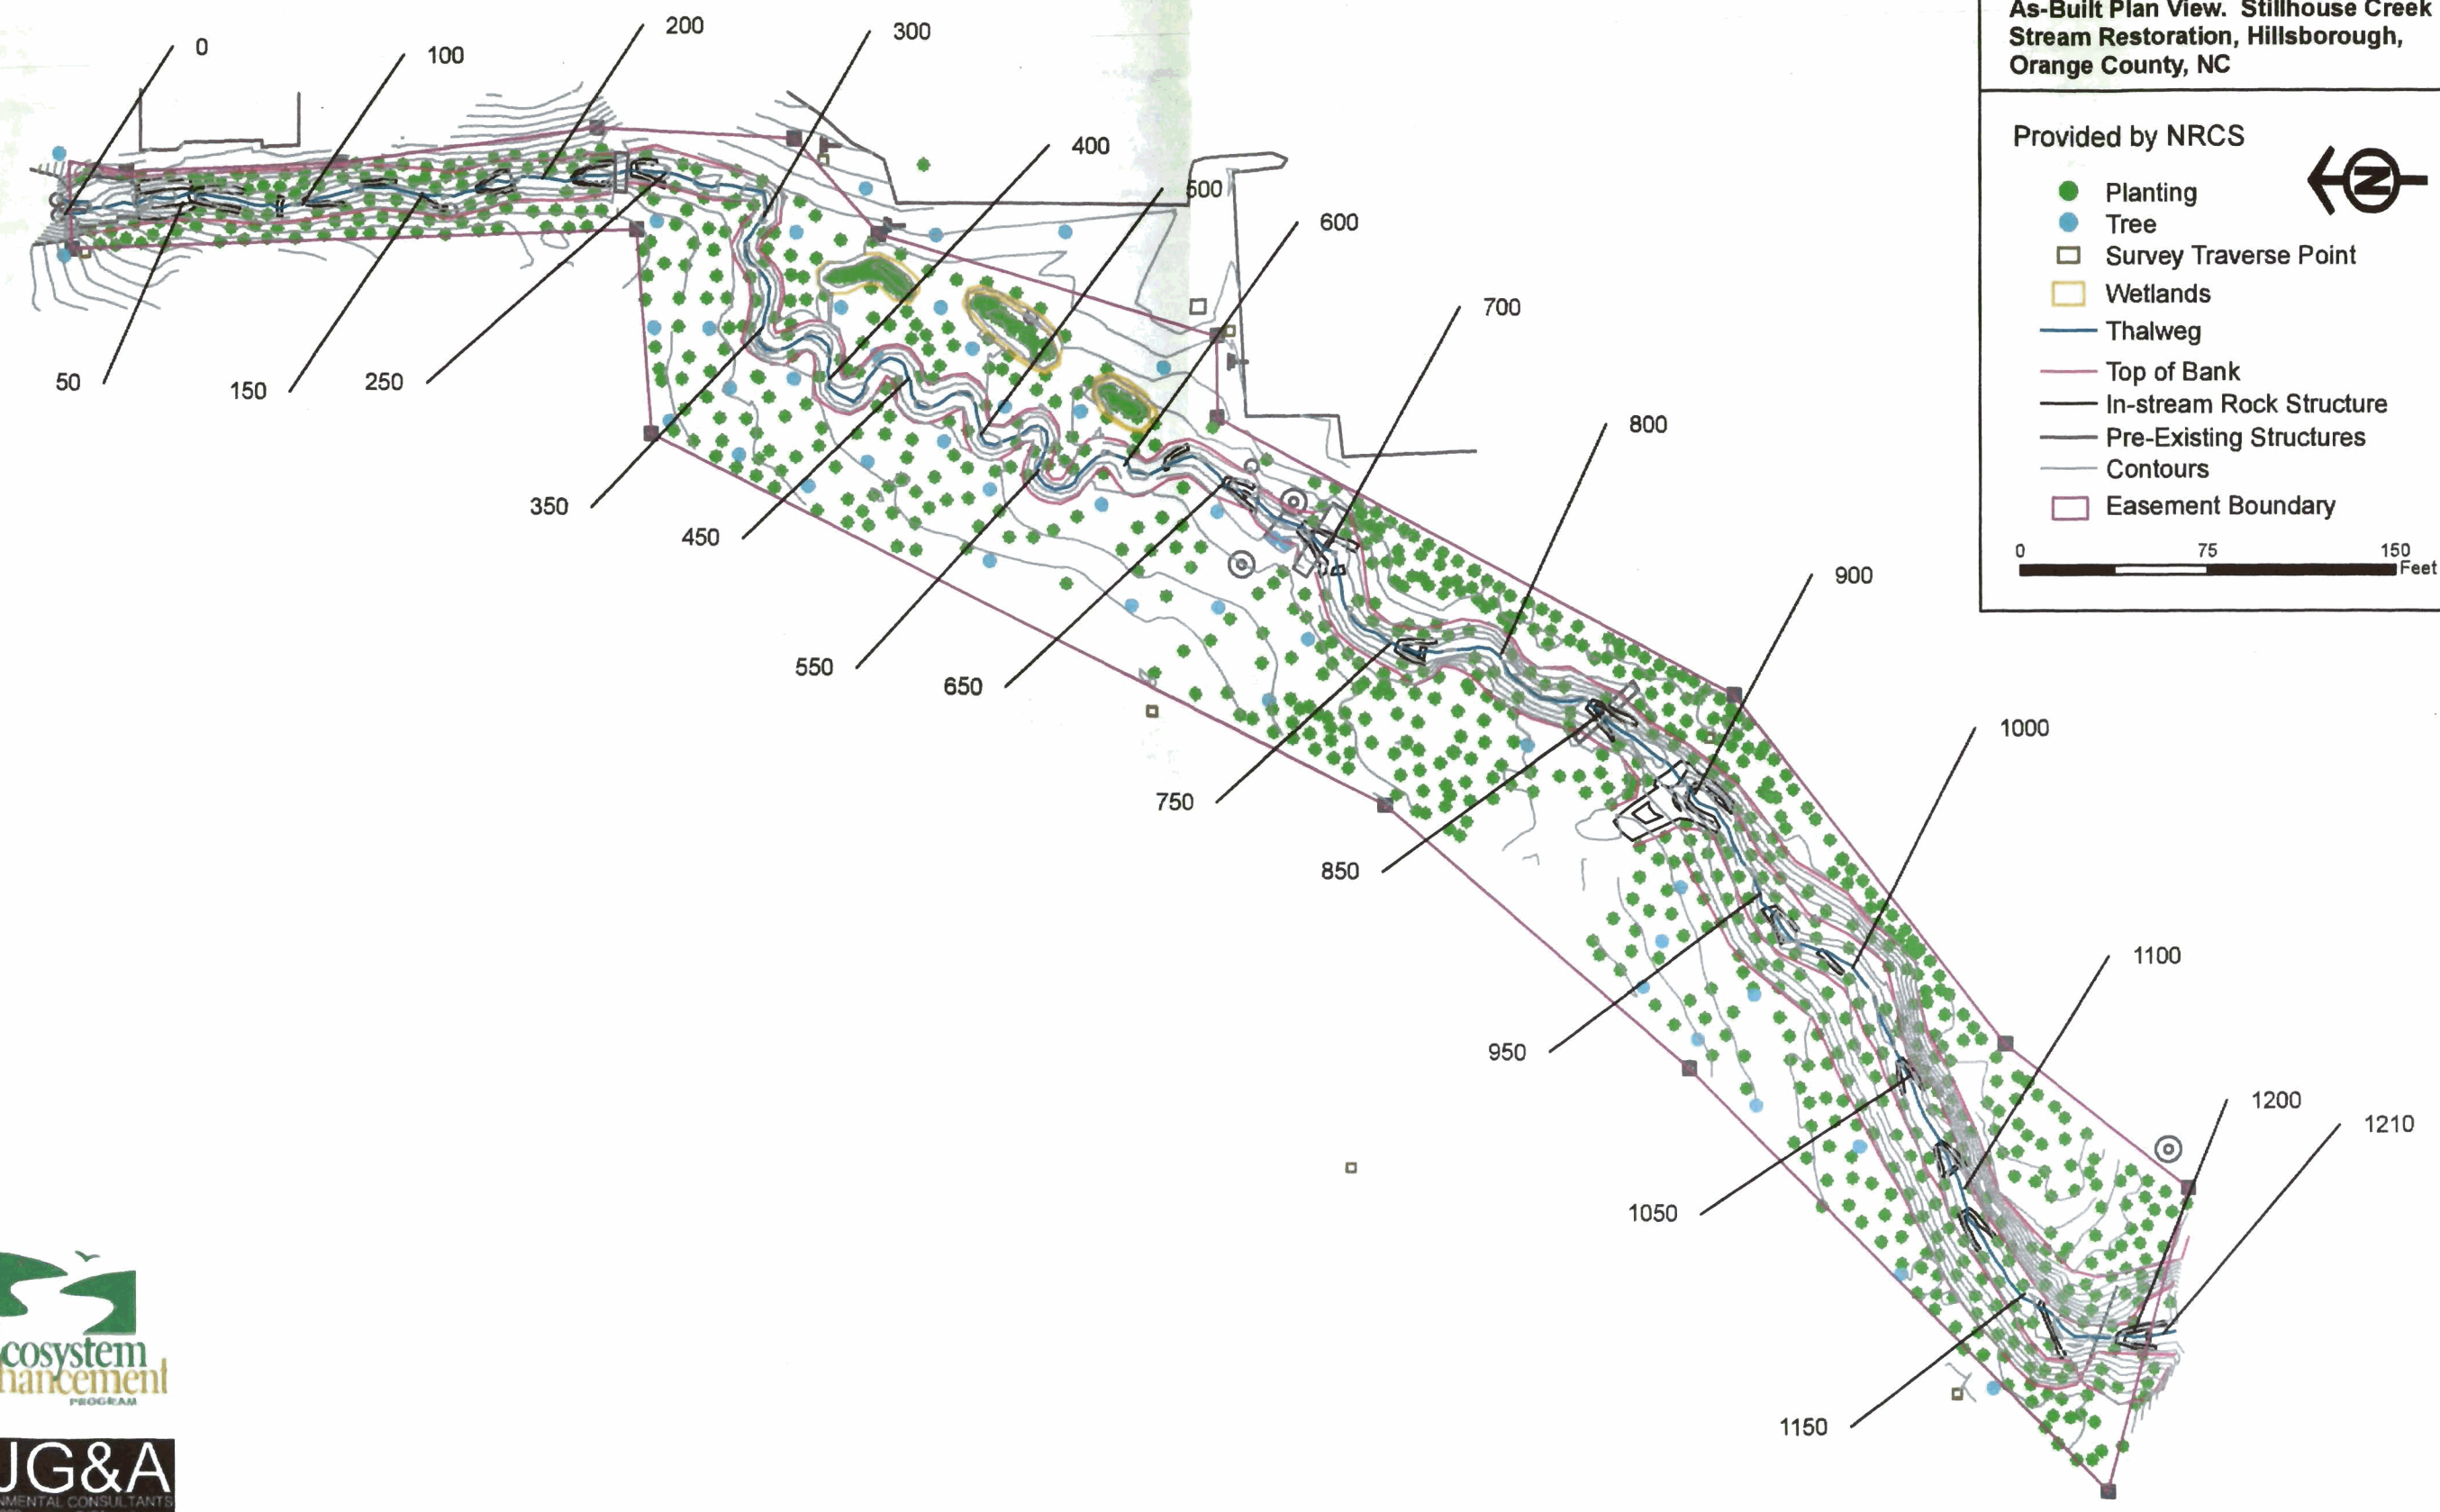 As-Built Plan View. Stillhouse Creek
Stream Restoration, Hillsborough,
Orange County, NC
Provided by NRCS
N
Planting
Tree
Survey Traverse Point
Wetlands
Thalweg
Top of Bank
In-stream Rock Structure
Pre-Existing Structures
Contours
Easement Boundary
0 75 150
Feet
0
100
200
300
400
500
600
700
800
900
1000
1100
1200
1210
50
150
250
350
450
550
650
750
850
950
1050
1150
cosystem
hancement
PROGRAM
JG&A
NMENTAL CONSULTANTS